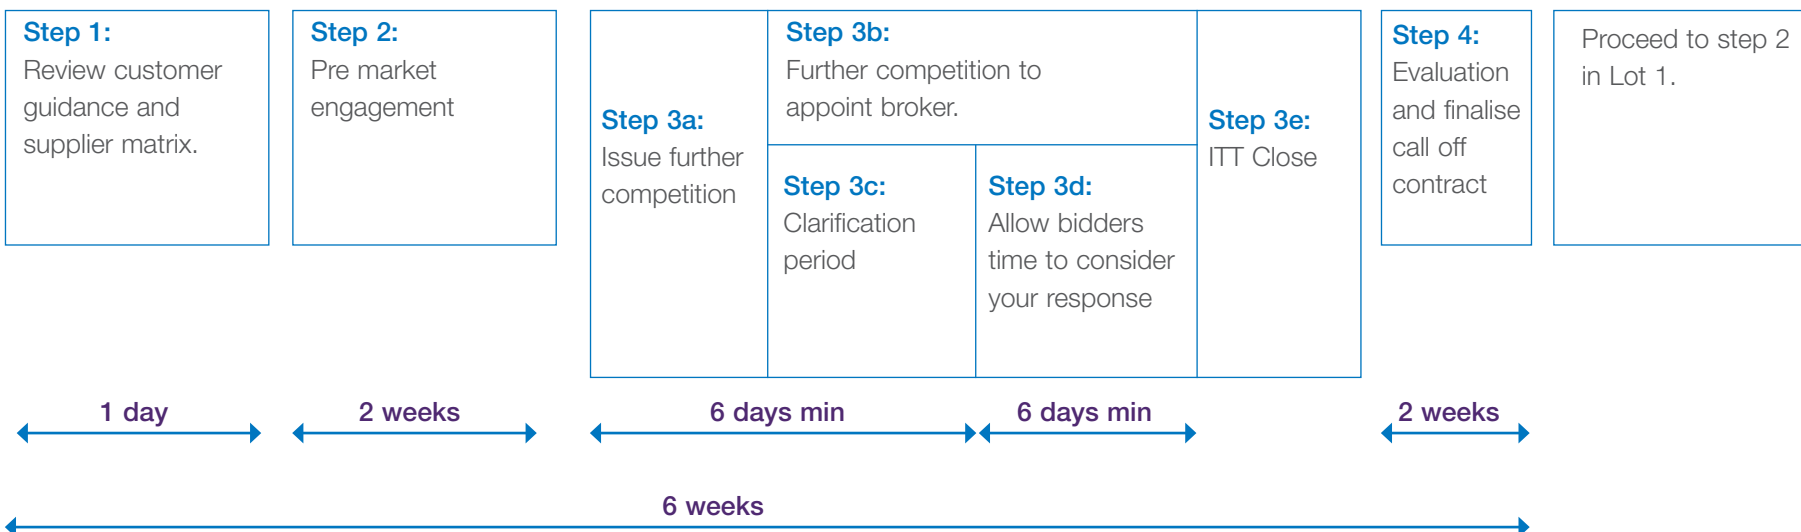 Step 1:
Review customer
guidance and
supplier matrix.
Step 2:
Pre market
engagement
Step 3a:
Issue further
competition
Step 3b:
Further competition to
appoint broker.
Step 3c:
Clarification
period
Step 3d:
Allow bidders
time to consider
your response
Step 3e:
ITT Close
Step 4:
Evaluation
and finalise
call off
contract
Proceed to step 2
in Lot 1.
1 day
2 weeks
6 days min
6 days min
2 weeks
6 weeks